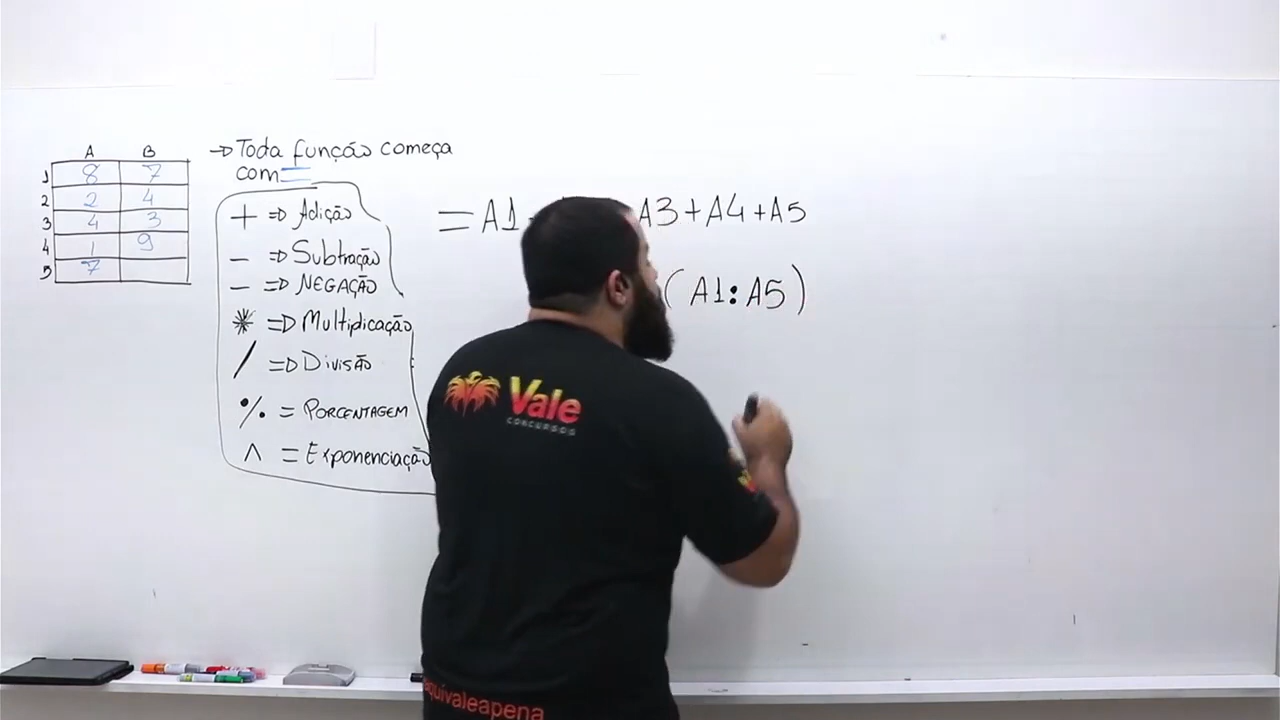 A B
1 8 7
2 2 4
3 4 3
4 1 9
5 7
→ Toda função começa
com =
+ => Adição
- => Subtração
- => NEGAÇÃO
* => Multiplicação
/ => Divisão
% = PORCENTAGEM
^ = Exponenciação
= A1 A3 + A4 + A5
(A1:A5)
Vale
CONCURSOS
aquivaleapena